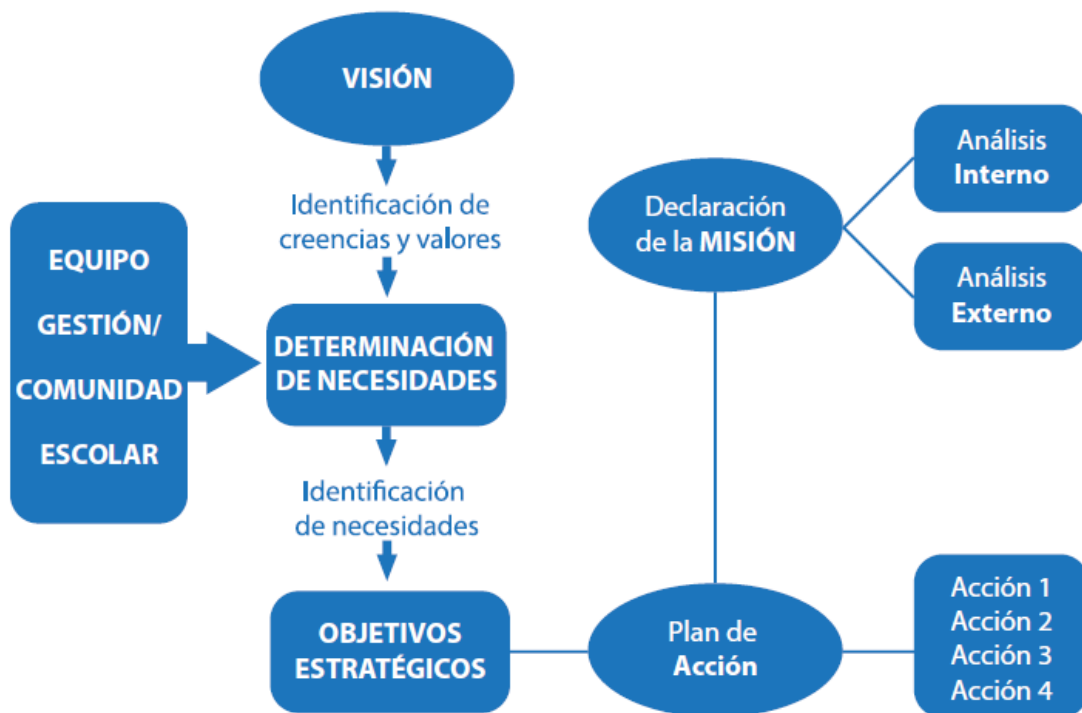 VISIÓN
Identificación de
creencias y valores
EQUIPO
GESTIÓN/
COMUNIDAD
ESCOLAR
DETERMINACIÓN
DE NECESIDADES
Identificación
de necesidades
OBJETIVOS
ESTRATÉGICOS
Declaración
de la MISIÓN
Análisis
Interno
Análisis
Externo
Plan de
Acción
Acción 1
Acción 2
Acción 3
Acción 4